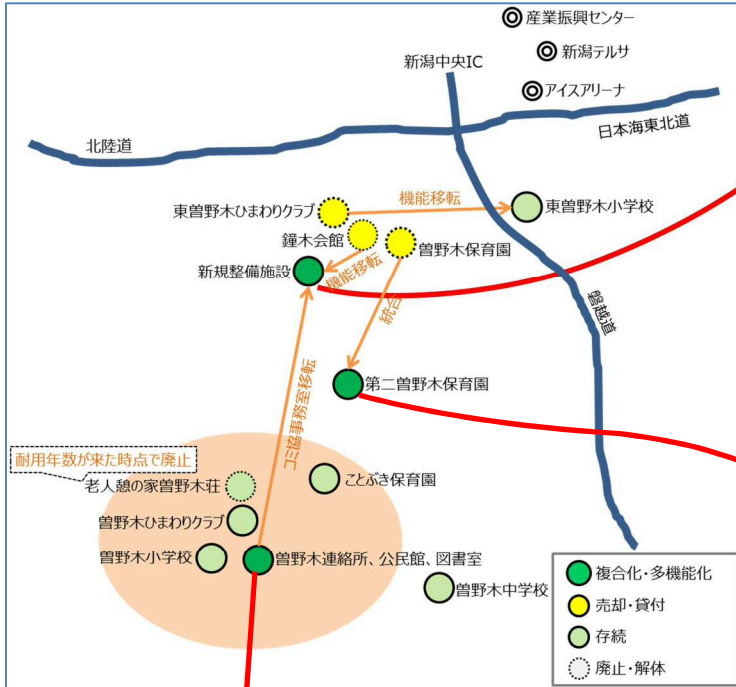 産業振興センター
新潟テルサ
新潟中央IC
アイスアリーナ
日本海東北道
北陸道
機能移転
東曽野木ひまわりクラブ
東曽野木小学校
鐘木会館
曽野木保育園
新規整備施設
機能移転
統合
磐越道
第二曽野木保育園
コミ協事務室移転
耐用年数が来た時点で廃止
ことぶき保育園
老人憩の家曽野木荘
曽野木ひまわりクラブ
曽野木小学校
曽野木連絡所、公民館、図書室
曽野木中学校
複合化・多機能化
売却・貸付
存続
廃止・解体